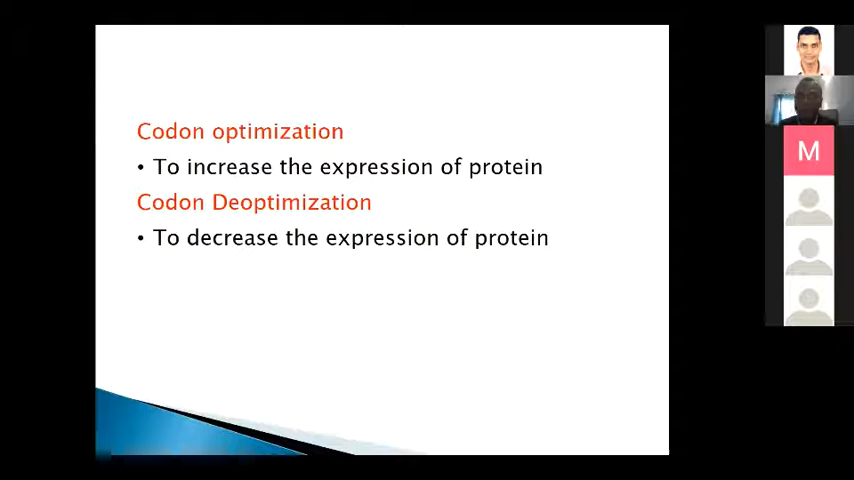 Codon optimization
• To increase the expression of protein
Codon Deoptimization
• To decrease the expression of protein
M